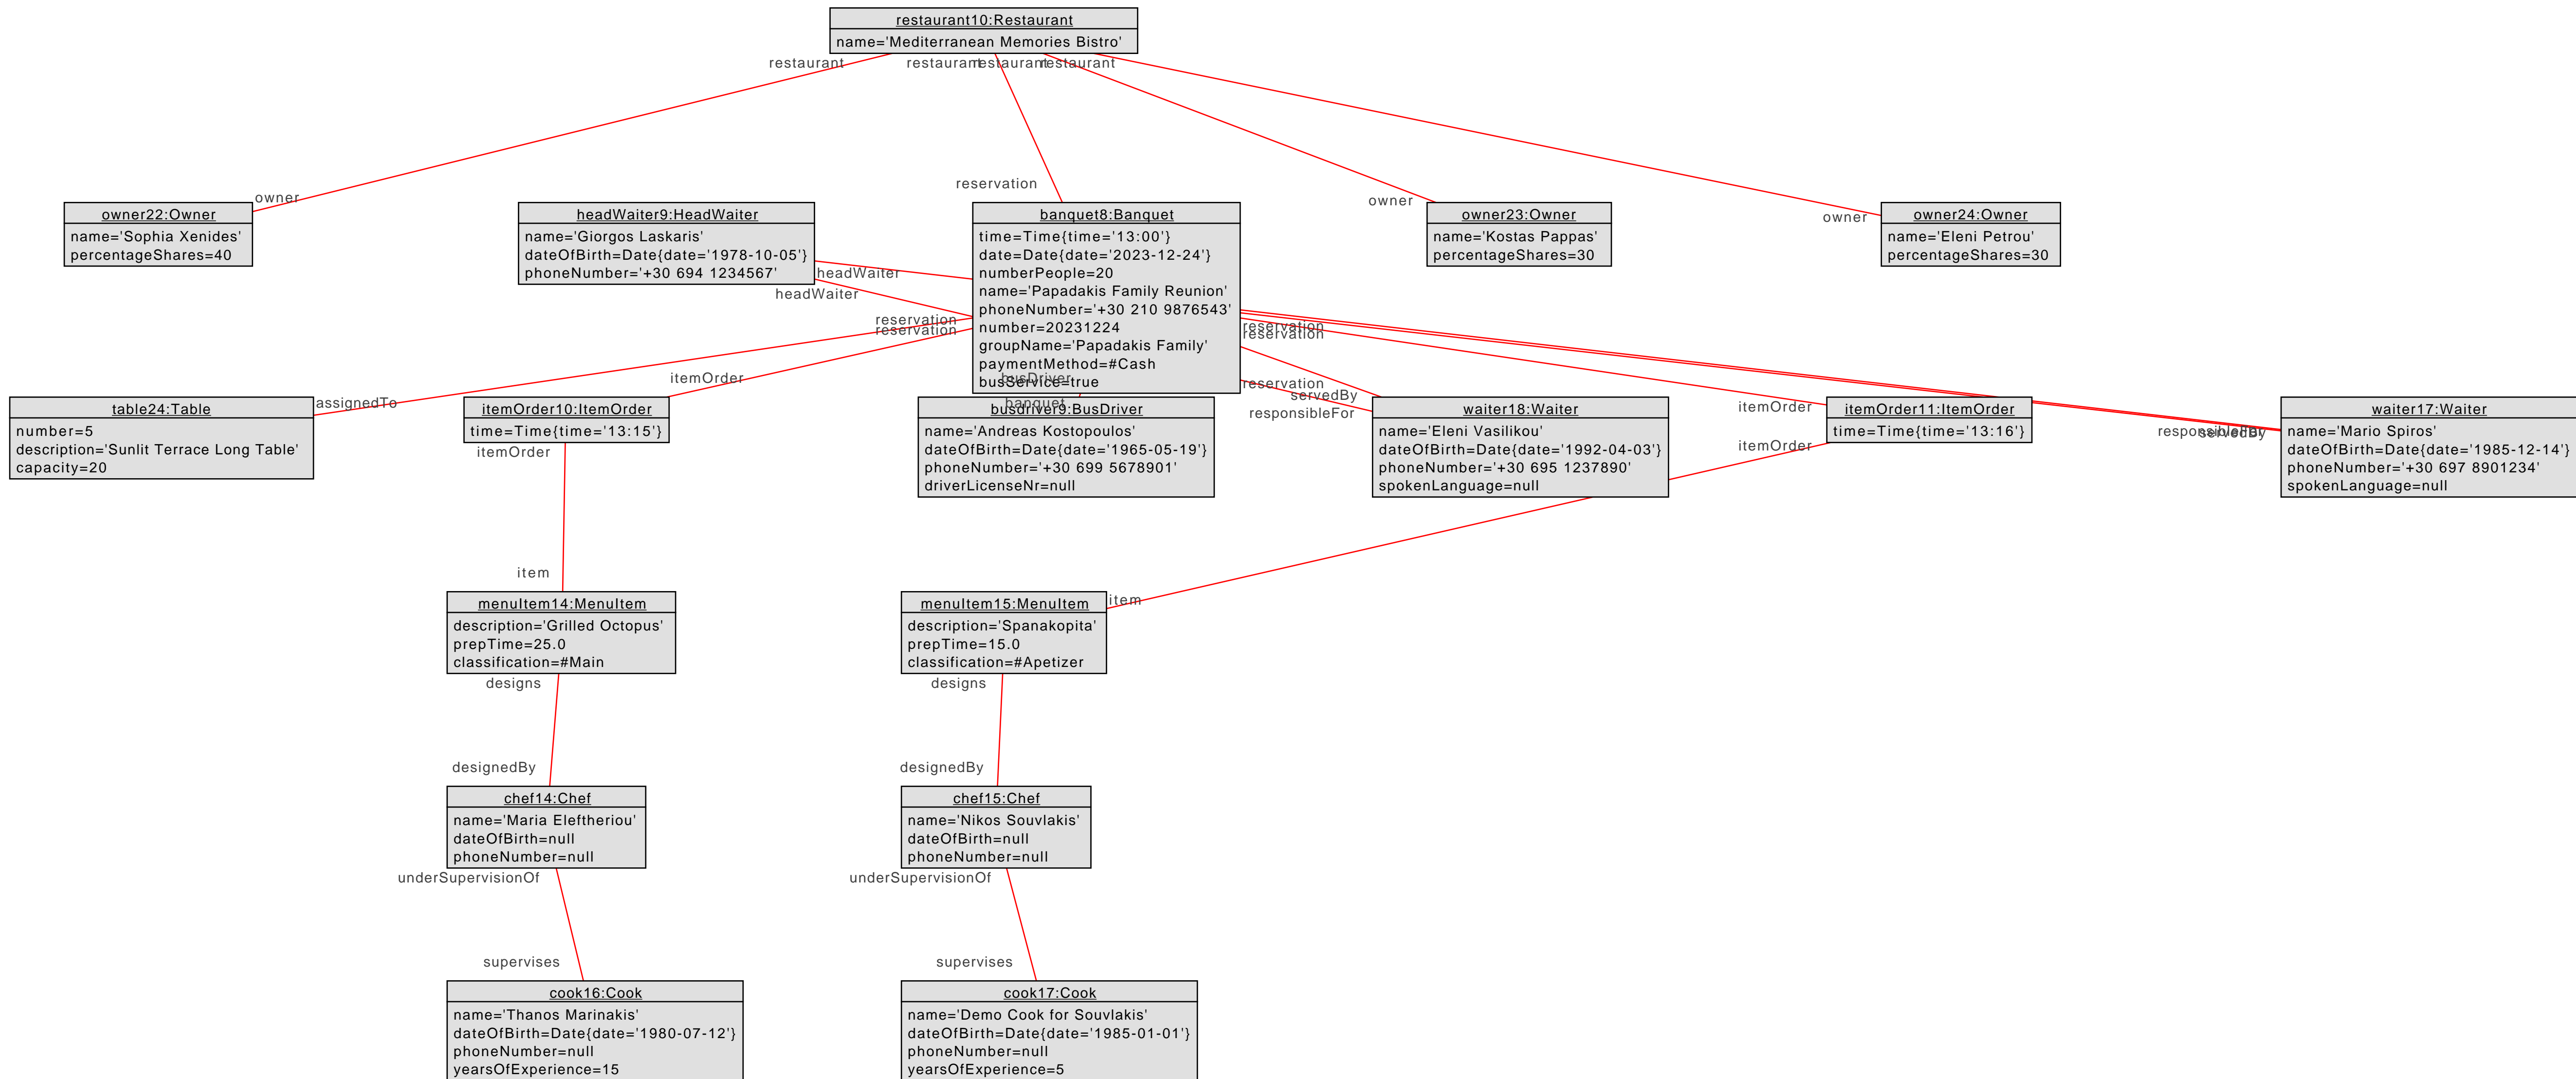 restaurant10:Restaurant
name='Mediterranean Memories Bistro'
restaurant
restaurant
restaurant
restaurant
reservation
owner
owner
owner
owner22:Owner
name='Sophia Xenides'
percentageShares=40
headWaiter9:HeadWaiter
name='Giorgos Laskaris'
dateOfBirth=Date{date='1978-10-05'}
phoneNumber='+30 694 1234567'
banquet8:Banquet
time=Time{time='13:00'}
date=Date{date='2023-12-24'}
numberPeople=20
name='Papadakis Family Reunion'
phoneNumber='+30 210 9876543'
number=20231224
groupName='Papadakis Family'
paymentMethod=#Cash
busService=true
owner23:Owner
name='Kostas Pappas'
percentageShares=30
owner24:Owner
name='Eleni Petrou'
percentageShares=30
headWaiter
headWaiter
reservation
reservation
reservation
reservation
reservation
busDriver
banquet
itemOrder
assignedTo
servedBy
responsibleFor
itemOrder
responsibleFor
servedBy
table24:Table
number=5
description='Sunlit Terrace Long Table'
capacity=20
itemOrder10:ItemOrder
time=Time{time='13:15'}
itemOrder
busdriver9:BusDriver
name='Andreas Kostopoulos'
dateOfBirth=Date{date='1965-05-19'}
phoneNumber='+30 699 5678901'
driverLicenseNr=null
waiter18:Waiter
name='Eleni Vasilikou'
dateOfBirth=Date{date='1992-04-03'}
phoneNumber='+30 695 1237890'
spokenLanguage=null
itemOrder11:ItemOrder
time=Time{time='13:16'}
itemOrder
waiter17:Waiter
name='Mario Spiros'
dateOfBirth=Date{date='1985-12-14'}
phoneNumber='+30 697 8901234'
spokenLanguage=null
item
item
menuItem14:MenuItem
description='Grilled Octopus'
prepTime=25.0
classification=#Main
menuItem15:MenuItem
description='Spanakopita'
prepTime=15.0
classification=#Apetizer
designs
designs
designedBy
designedBy
chef14:Chef
name='Maria Eleftheriou'
dateOfBirth=null
phoneNumber=null
chef15:Chef
name='Nikos Souvlakis'
dateOfBirth=null
phoneNumber=null
underSupervisionOf
underSupervisionOf
supervises
supervises
cook16:Cook
name='Thanos Marinakis'
dateOfBirth=Date{date='1980-07-12'}
phoneNumber=null
yearsOfExperience=15
cook17:Cook
name='Demo Cook for Souvlakis'
dateOfBirth=Date{date='1985-01-01'}
phoneNumber=null
yearsOfExperience=5